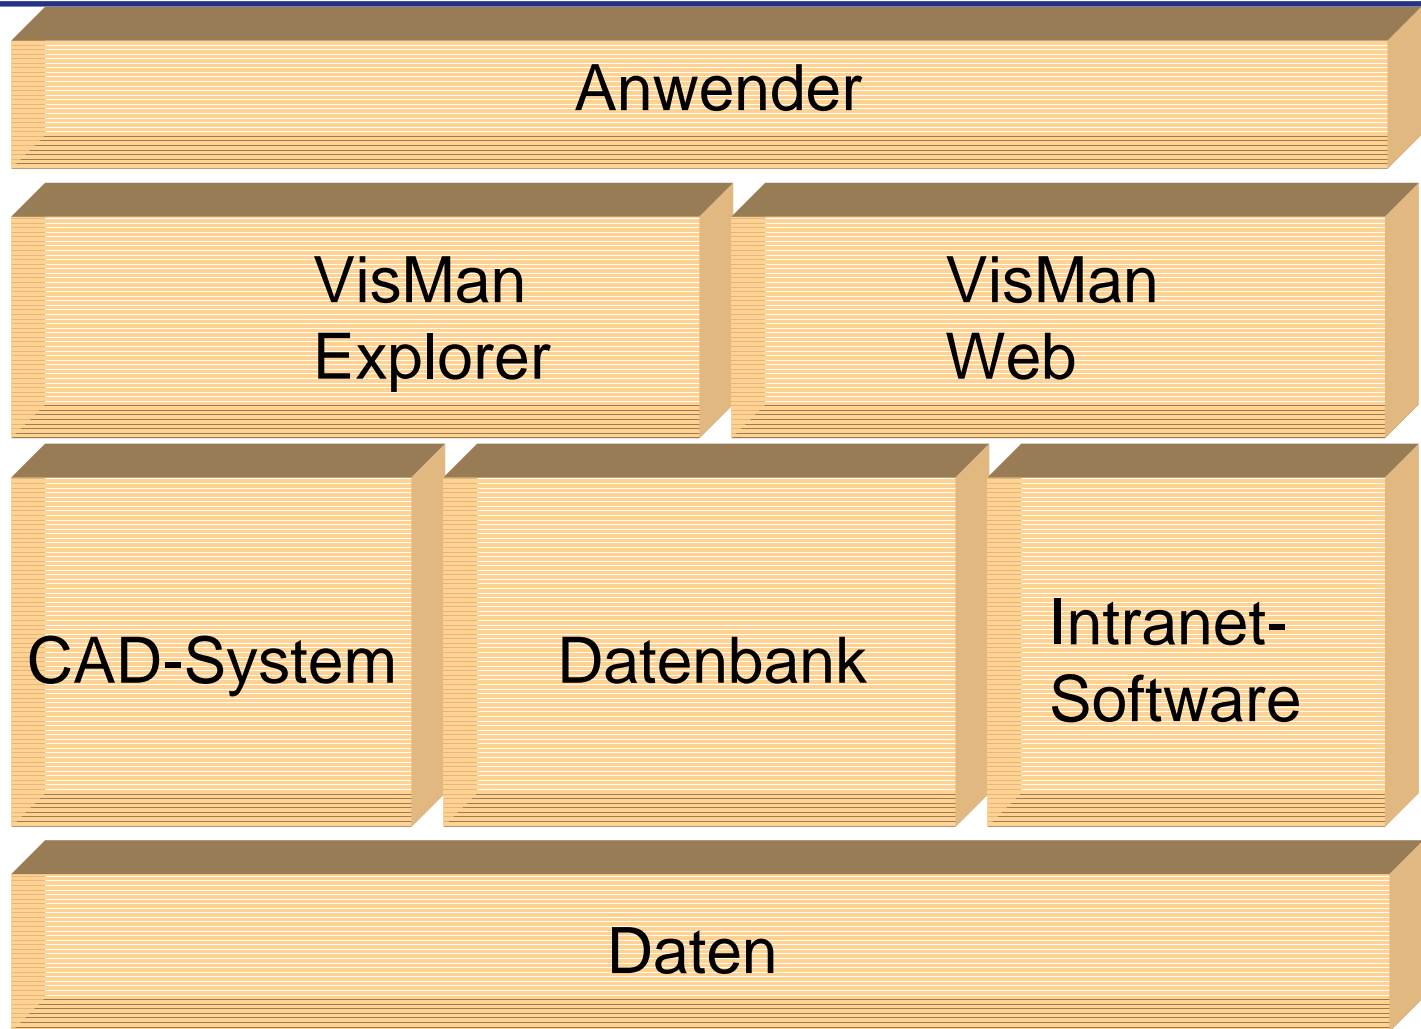 Anwender
VisMan
Explorer
VisMan
Web
CAD-System
Datenbank
Intranet-
Software
Daten